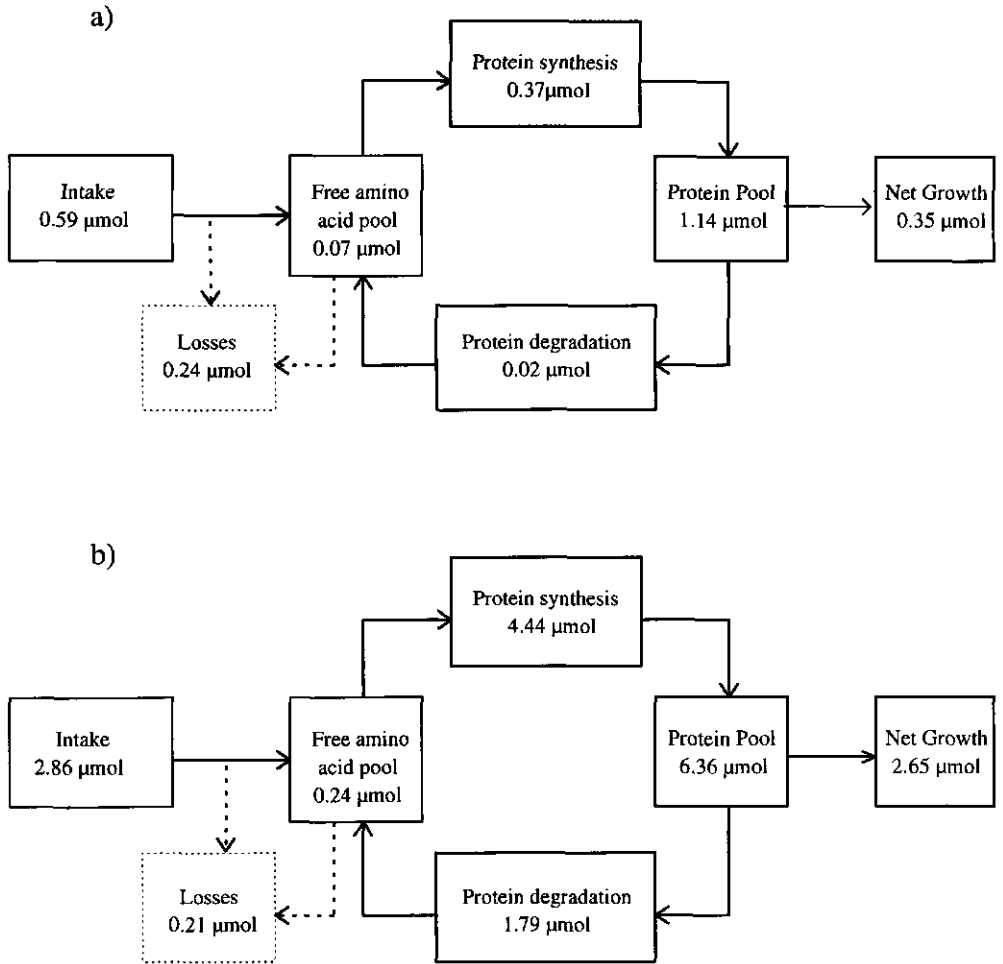 a)
Protein synthesis
0.37µmol
Intake
0.59 µmol
Free amino
acid pool
0.07 µmol
Protein Pool
1.14 µmol
Net Growth
0.35 µmol
Losses
0.24 µmol
Protein degradation
0.02 µmol
b)
Protein synthesis
4.44 µmol
Intake
2.86 µmol
Free amino
acid pool
0.24 µmol
Protein Pool
6.36 µmol
Net Growth
2.65 µmol
Losses
0.21 µmol
Protein degradation
1.79 µmol